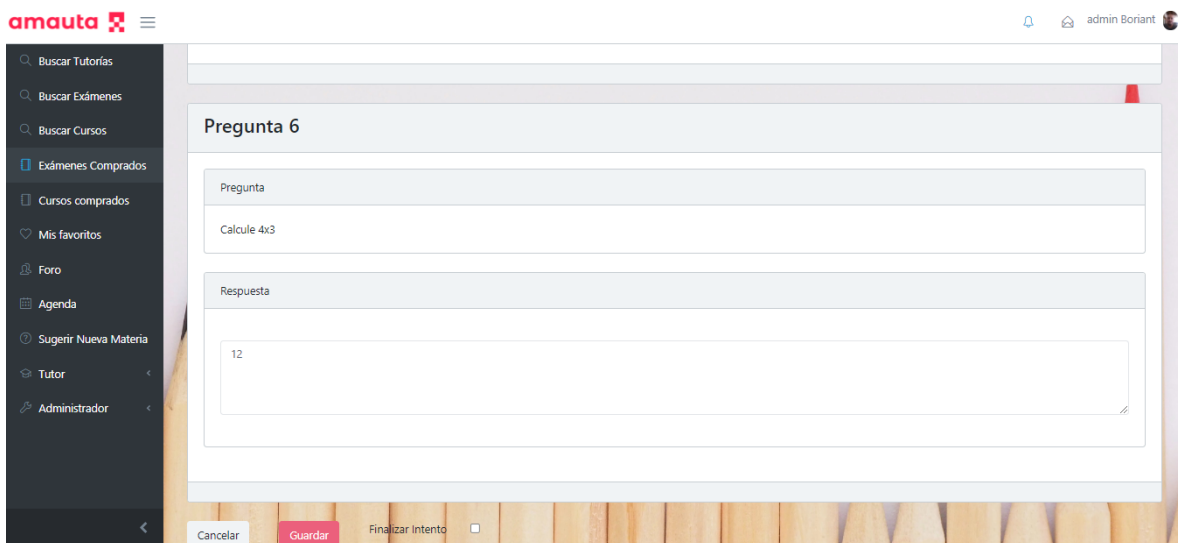 amauta
admin Boriant
Buscar Tutorías
Buscar Exámenes
Buscar Cursos
Exámenes Comprados
Cursos comprados
Mis favoritos
Foro
Agenda
Sugerir Nueva Materia
Tutor
Administrador
Pregunta 6
Pregunta
Calcule 4x3
Respuesta
12
Cancelar
Guardar
Finalizar Intento